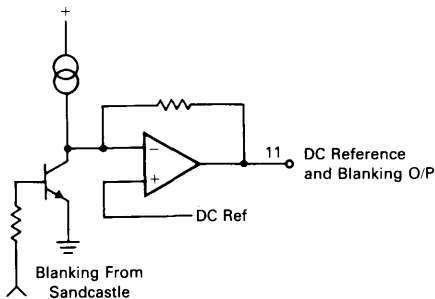 +
11
DC Reference
and Blanking O/P
−
+
DC Ref
Blanking From
Sandcastle